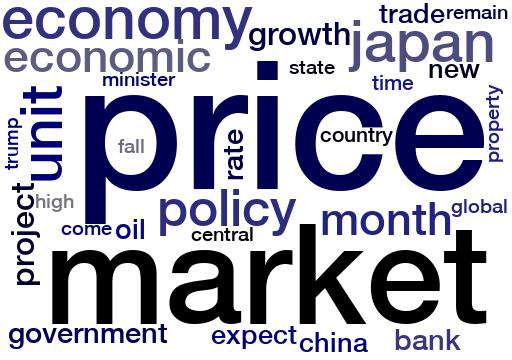 economy
trade
remain
growth
japan
economic
state
new
minister
time
unit
price
property
trump
fall
rate
country
high
project
policy
month
global
come
oil
central
market
government
expect
china
bank